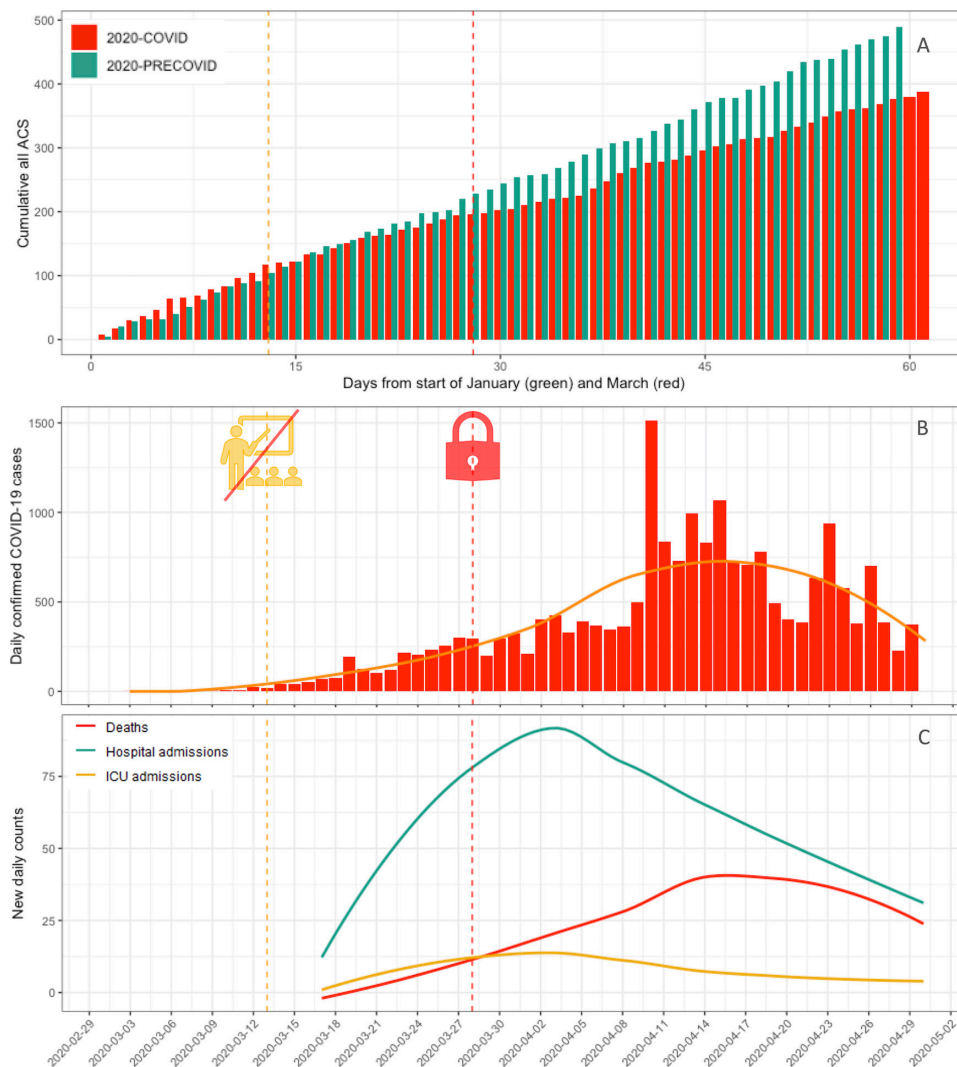 A
2020-COVID
2020-PRECOVID
Cumulative all ACS
500
400
300
200
100
0
0 15 30 45 60
Days from start of January (green) and March (red)
B
Daily confirmed COVID-19 cases
1500
1000
500
0
C
Deaths
Hospital admissions
ICU admissions
New daily counts
75
50
25
0
2020-02-29
2020-03-03
2020-03-06
2020-03-09
2020-03-12
2020-03-15
2020-03-18
2020-03-21
2020-03-24
2020-03-27
2020-03-30
2020-04-02
2020-04-05
2020-04-08
2020-04-11
2020-04-14
2020-04-17
2020-04-20
2020-04-23
2020-04-26
2020-04-29
2020-05-02